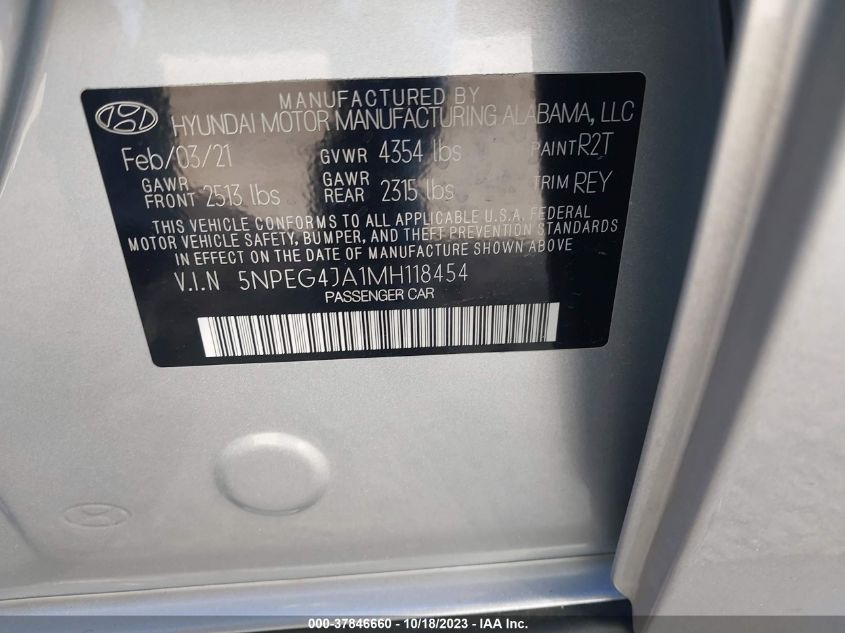 MANUFACTURED BY
HYUNDAI MOTOR MANUFACTURING ALABAMA, LLC
Feb/03/21 GVWR 4354 lbs PAINT R2T
GAWR FRONT 2513 lbs GAWR REAR 2315 lbs TRIM REY
THIS VEHICLE CONFORMS TO ALL APPLICABLE U.S.A. FEDERAL
MOTOR VEHICLE SAFETY, BUMPER, AND THEFT PREVENTION STANDARDS
IN EFFECT ON THE DATE OF MANUFACTURE SHOWN ABOVE.
V.I.N 5NPEG4JA1MH118454
PASSENGER CAR
000-37846660 - 10/18/2023 - IAA Inc.